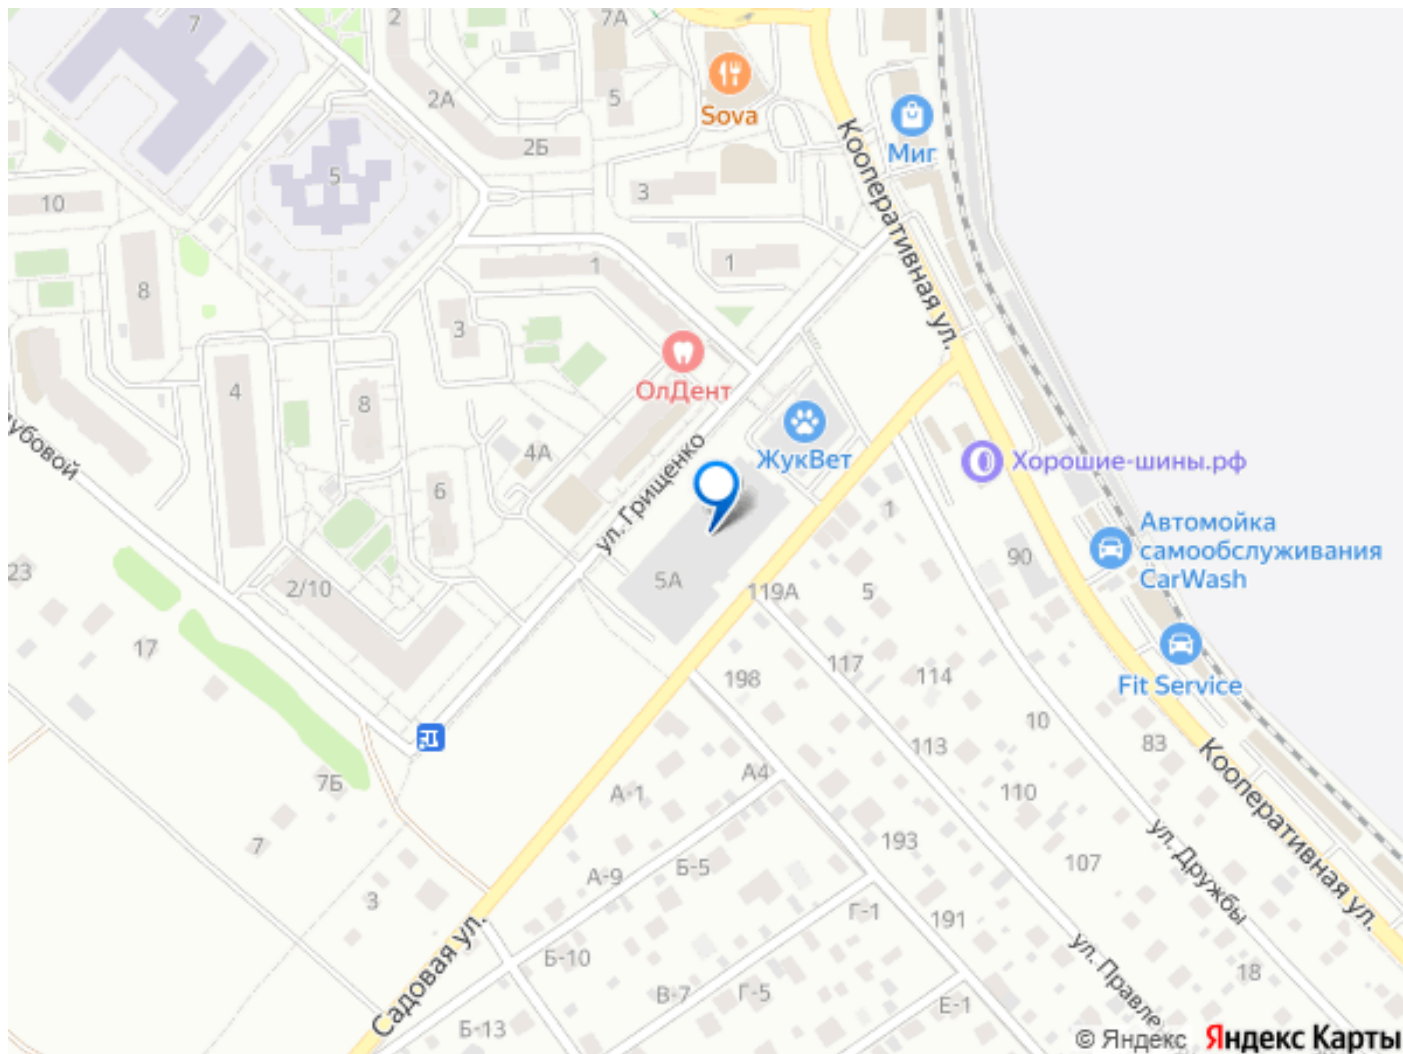 7
2
7А
2А
5
2Б
Sova
Миг
Кооперативная ул.
5
10
3
8
1
1
3
ОлДент
4
8
4А
ЖукВет
ул. Грищенко
Хорошие-шины.рф
6
1
Автомойка
самообслуживания
CarWash
90
23
2/10
5А
119А
5
17
198
117
114
Fit Service
10
83
113
7Б
А-1
А4
110
Кооперативная ул.
7
193
107
ул. Дружбы
А-9
Б-5
3
Г-1
191
Садовая ул.
Б-10
18
В-7
Г-5
Е-1
Б-13
© Яндекс Яндекс Карты